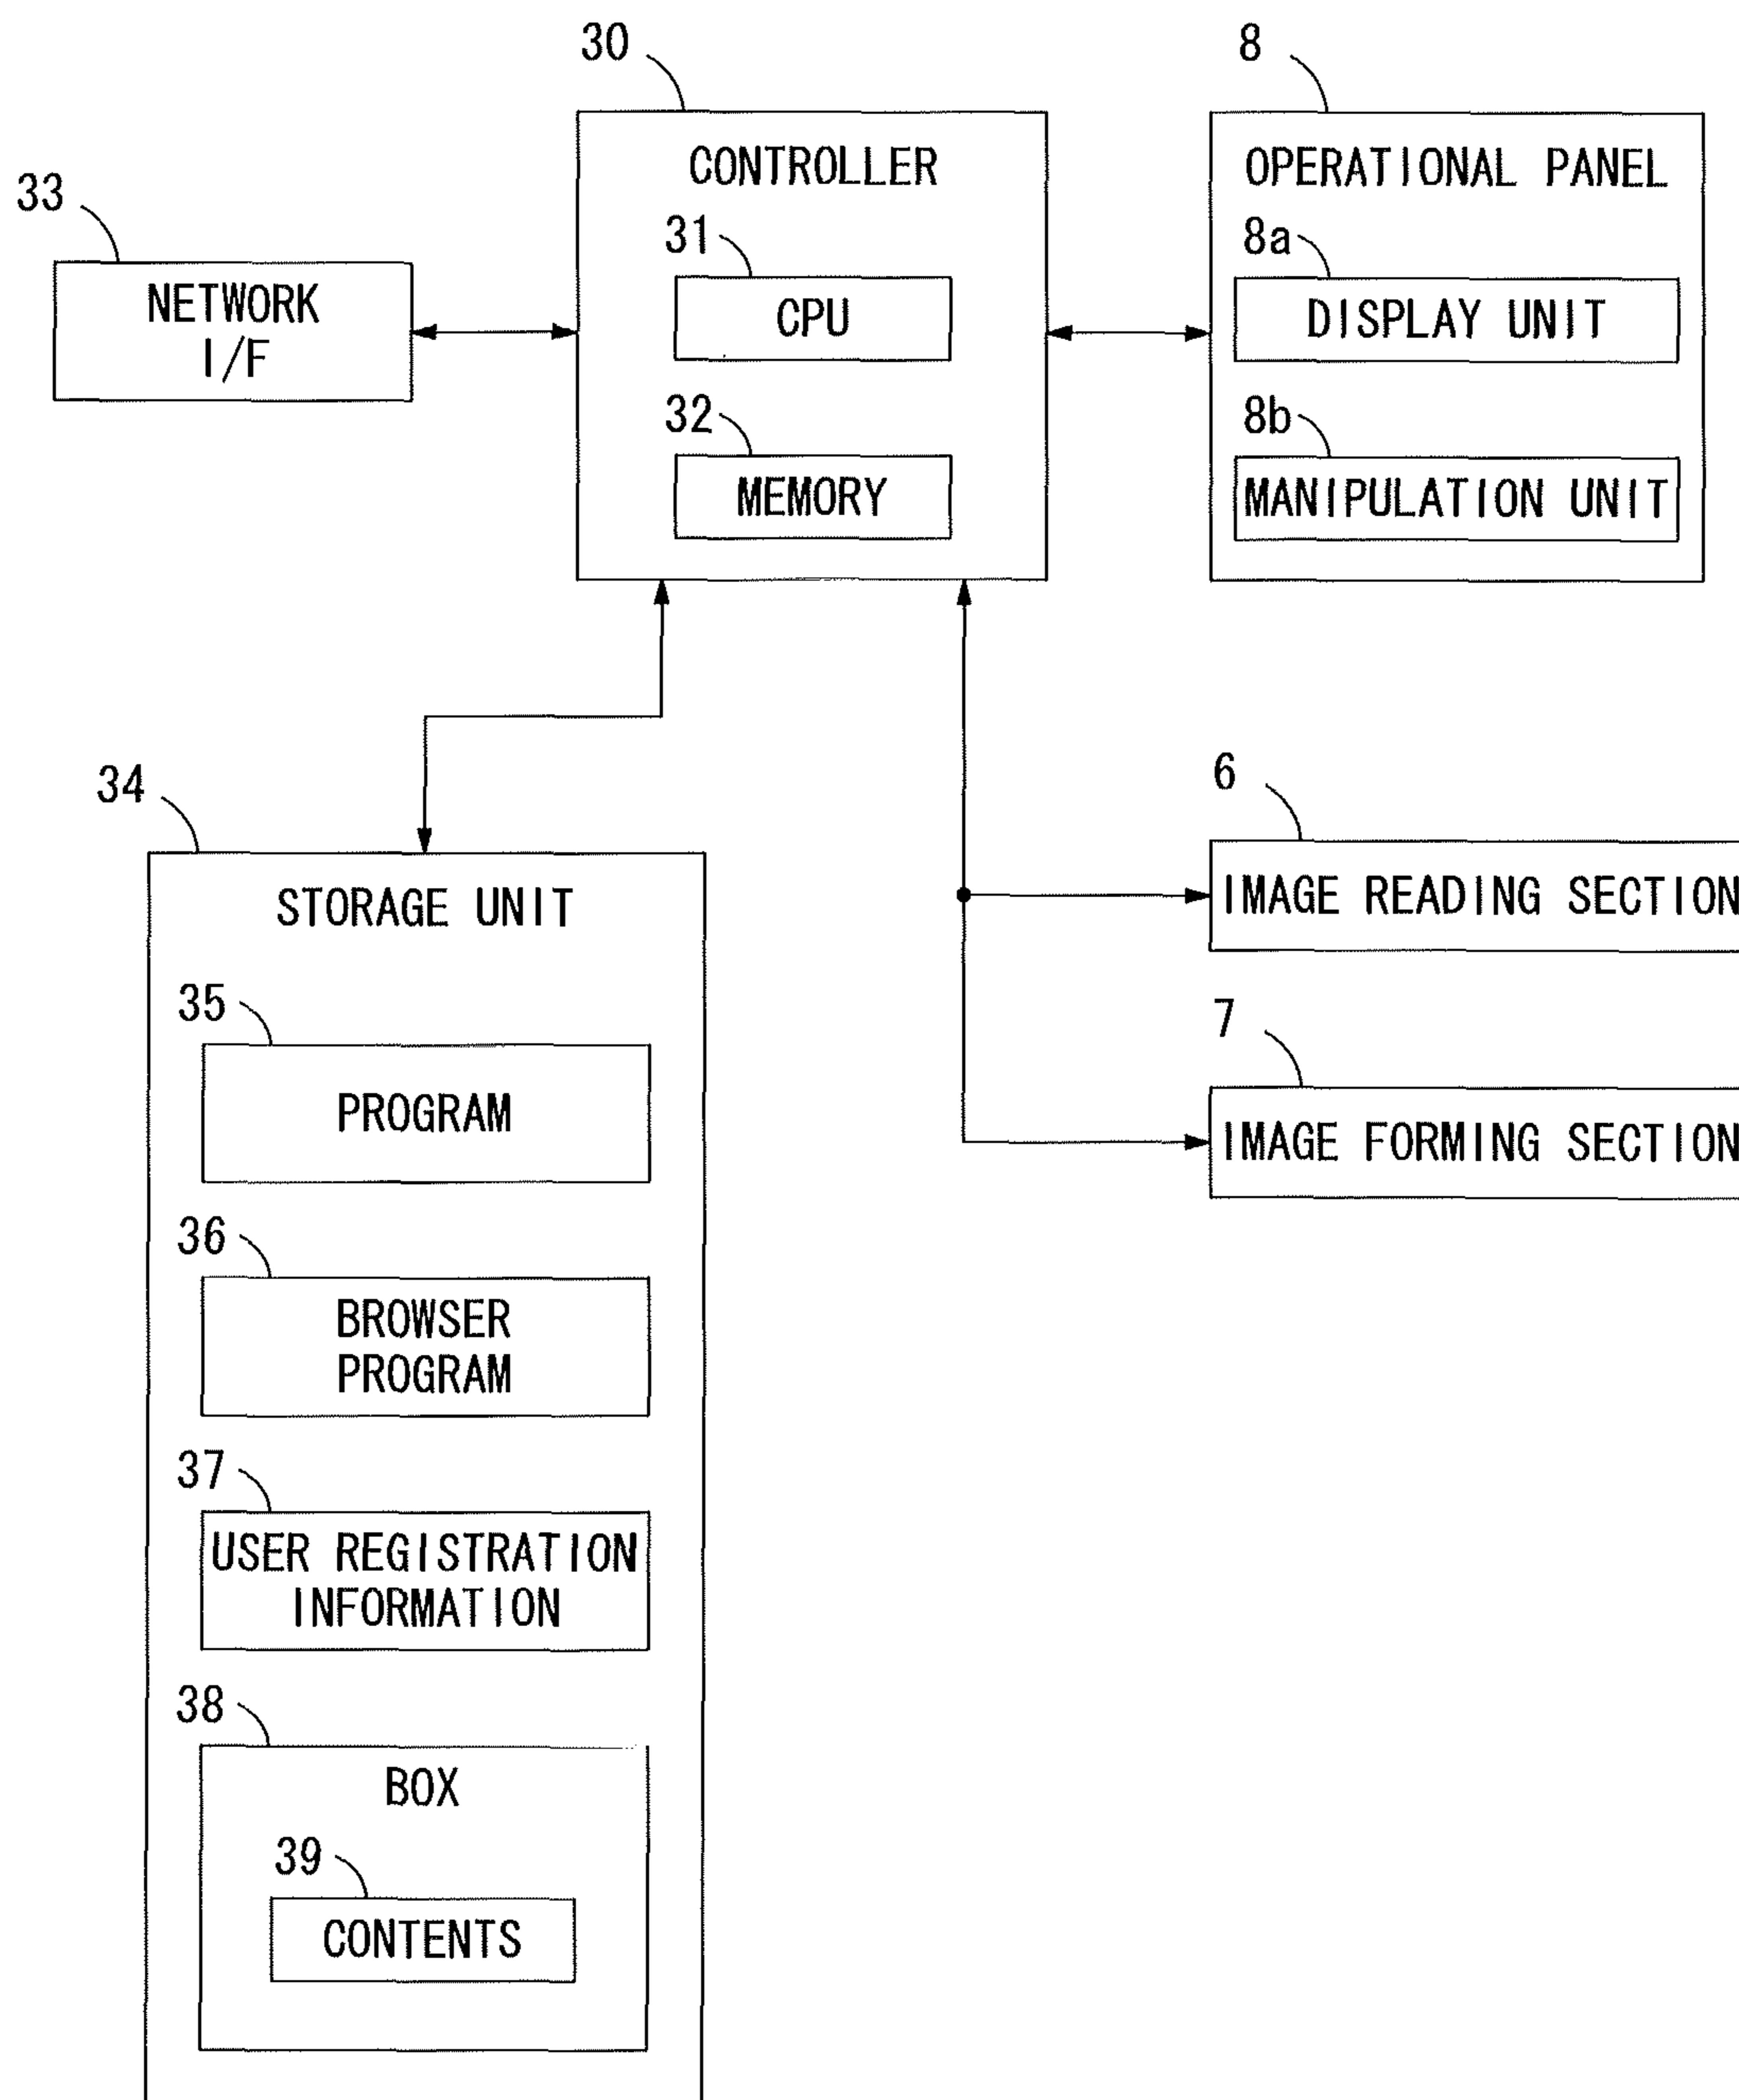 30
CONTROLLER
31
CPU
32
MEMORY
8
OPERATIONAL PANEL
8a
DISPLAY UNIT
8b
MANIPULATION UNIT
33
NETWORK
I/F
34
STORAGE UNIT
35
PROGRAM
36
BROWSER
PROGRAM
37
USER REGISTRATION
INFORMATION
38
BOX
39
CONTENTS
6
IMAGE READING SECTION
7
IMAGE FORMING SECTION